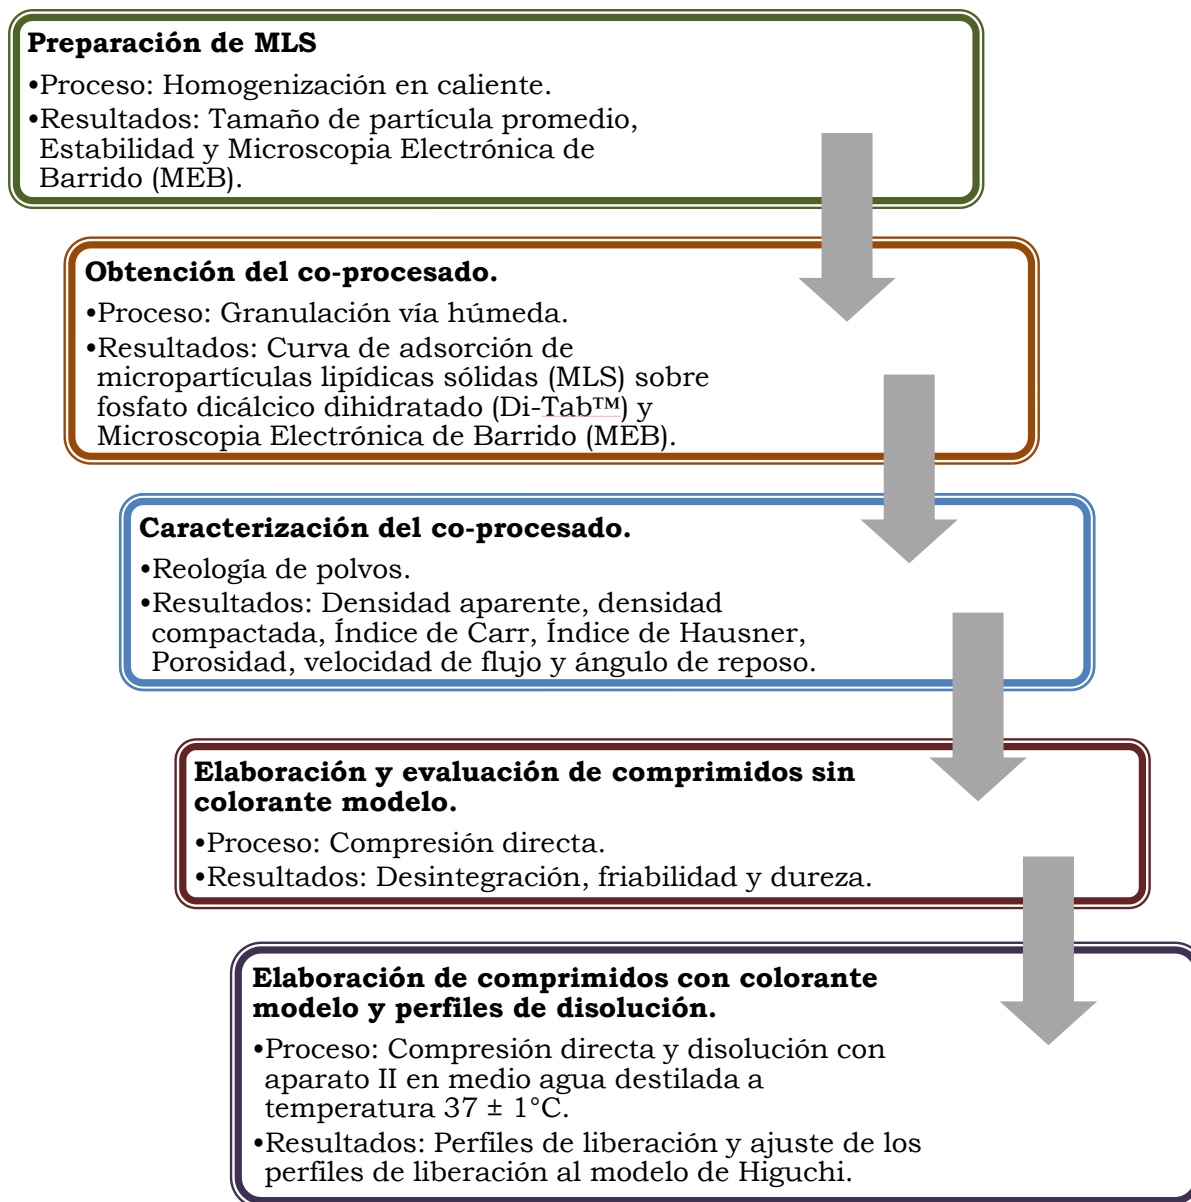 Preparación de MLS
•Proceso: Homogenización en caliente.
•Resultados: Tamaño de partícula promedio,
Estabilidad y Microscopia Electrónica de
Barrido (MEB).
Obtención del co-procesado.
•Proceso: Granulación vía húmeda.
•Resultados: Curva de adsorción de
micropartículas lipídicas sólidas (MLS) sobre
fosfato dicálcico dihidratado (Di-Tab™) y
Microscopia Electrónica de Barrido (MEB).
Caracterización del co-procesado.
•Reología de polvos.
•Resultados: Densidad aparente, densidad
compactada, Índice de Carr, Índice de Hausner,
Porosidad, velocidad de flujo y ángulo de reposo.
Elaboración y evaluación de comprimidos sin
colorante modelo.
•Proceso: Compresión directa.
•Resultados: Desintegración, friabilidad y dureza.
Elaboración de comprimidos con colorante
modelo y perfiles de disolución.
•Proceso: Compresión directa y disolución con
aparato II en medio agua destilada a
temperatura 37 ± 1°C.
•Resultados: Perfiles de liberación y ajuste de los
perfiles de liberación al modelo de Higuchi.